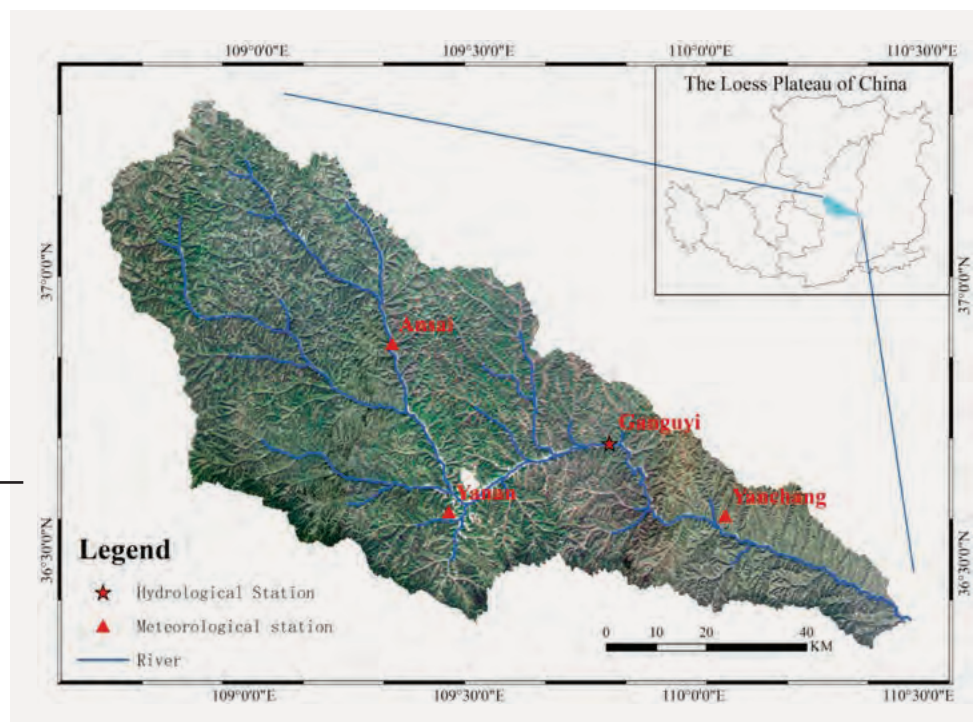 109°0'0"E 109°30'0"E 110°0'0"E 110°30'0"E
The Loess Plateau of China
37°0'0"N 37°0'0"N
Ansai
Ganguyi
Yanan
Yanchang
36°30'0"N 36°30'0"N
Legend
Hydrological Station
Meteorological station
River
0 10 20 40
KM
109°0'0"E 109°30'0"E 110°0'0"E 110°30'0"E